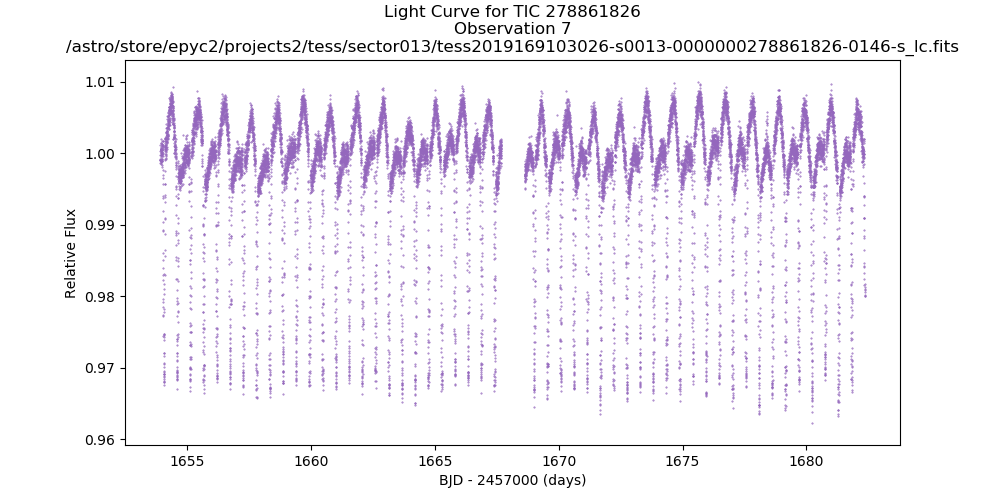 Light Curve for TIC 278861826
Observation 7
/astro/store/epyc2/projects2/tess/sector013/tess2019169103026-s0013-0000000278861826-0146-s_lc.fits
1.01
1.00
0.99
0.98
0.97
0.96
Relative Flux
1655 1660 1665 1670 1675 1680
BJD - 2457000 (days)